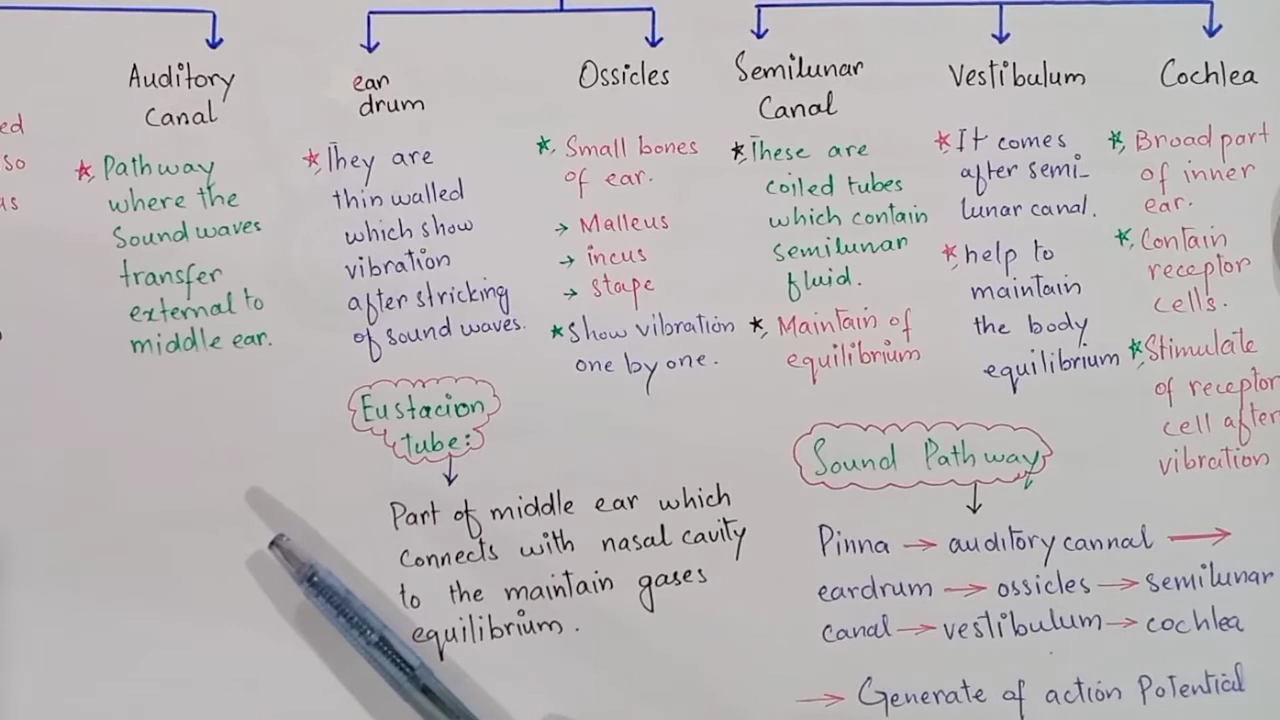 ed
so
as
Auditory
Canal
*, Pathway
where the
Sound waves
transfer
external to
middle ear.
ear
drum
*, They are
thin walled
which show
vibration
after stricking
of sound waves.
Ossicles
*, Small bones
of ear.
→ Malleus
→ incus
→ stape
* Show vibration
one by one.
Semilunar
Canal
* These are
coiled tubes
which contain
semilunar
fluid.
*, Maintain of
equilibrium
Vestibulum
*, It comes
after semi_
lunar canal.
*, help to
maintain
the body
equilibrium
Cochlea
*, Broad part
of inner
ear.
*, Contain
receptor
cells.
* Stimulate
of receptor
cell after
vibration
Eustacion
tube:
Part of middle ear which
connects with nasal cavity
to the maintain gases
equilibrium.
Sound Pathway
Pinna → auditory cannal →
eardrum → ossicles → semilunar
canal → vestibulum → cochlea
→ Generate of action Potential